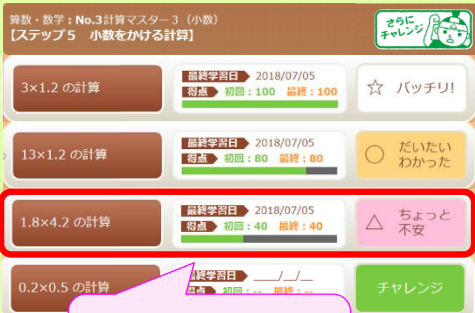 算数・数学：No.3計算マスター３（小数）
【ステップ５　小数をかける計算】
さらに
チャレンジ
3×1.2 の計算
最終学習日 2018/07/05
得点 初回：100 最終：100
☆ バッチリ!
13×1.2 の計算
最終学習日 2018/07/05
得点 初回：80 最終：80
○ だいたい
わかった
1.8×4.2 の計算
最終学習日 2018/07/05
得点 初回：40 最終：40
△ ちょっと
不安
0.2×0.5 の計算
最終学習日 __/_/__
得点 初回：-- 最終：--
チャレンジ